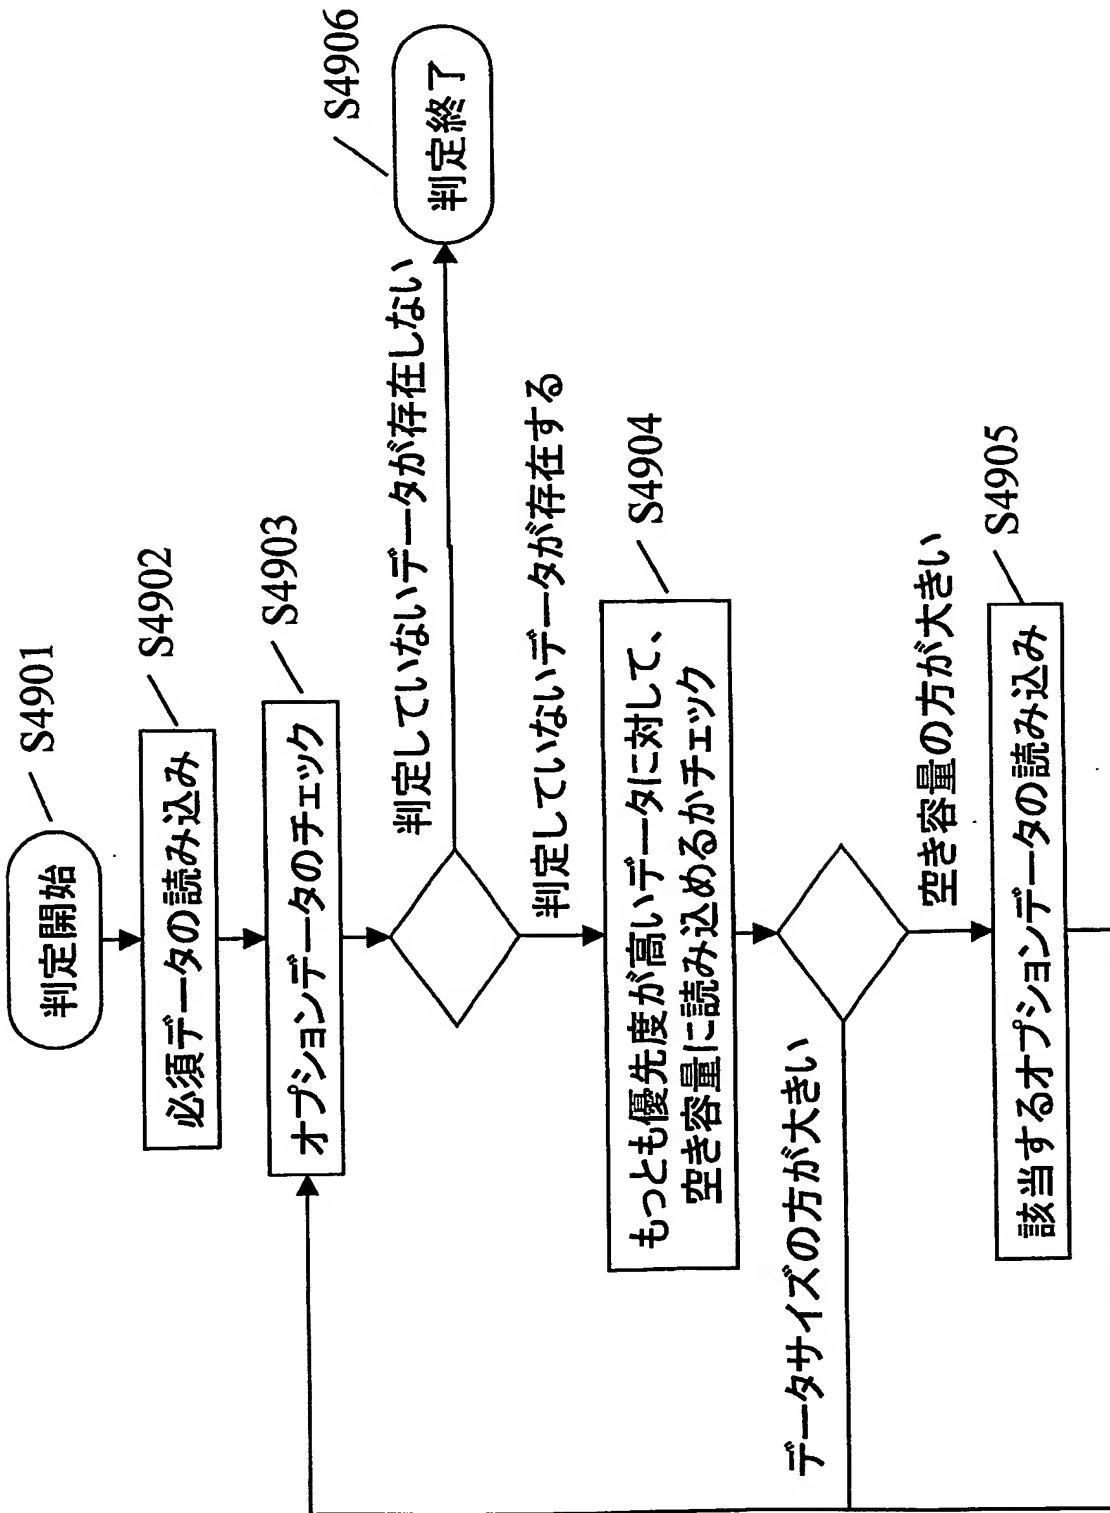 判定開始
S4901
必須データの読み込み
S4902
オプションデータのチェック
S4903
判定していないデータが存在しない
判定終了
S4906
判定していないデータが存在する
もっとも優先度が高いデータに対して、
空き容量に読み込めるかチェック
S4904
データサイズの方が大きい
空き容量の方が大きい
該当するオプションデータの読み込み
S4905